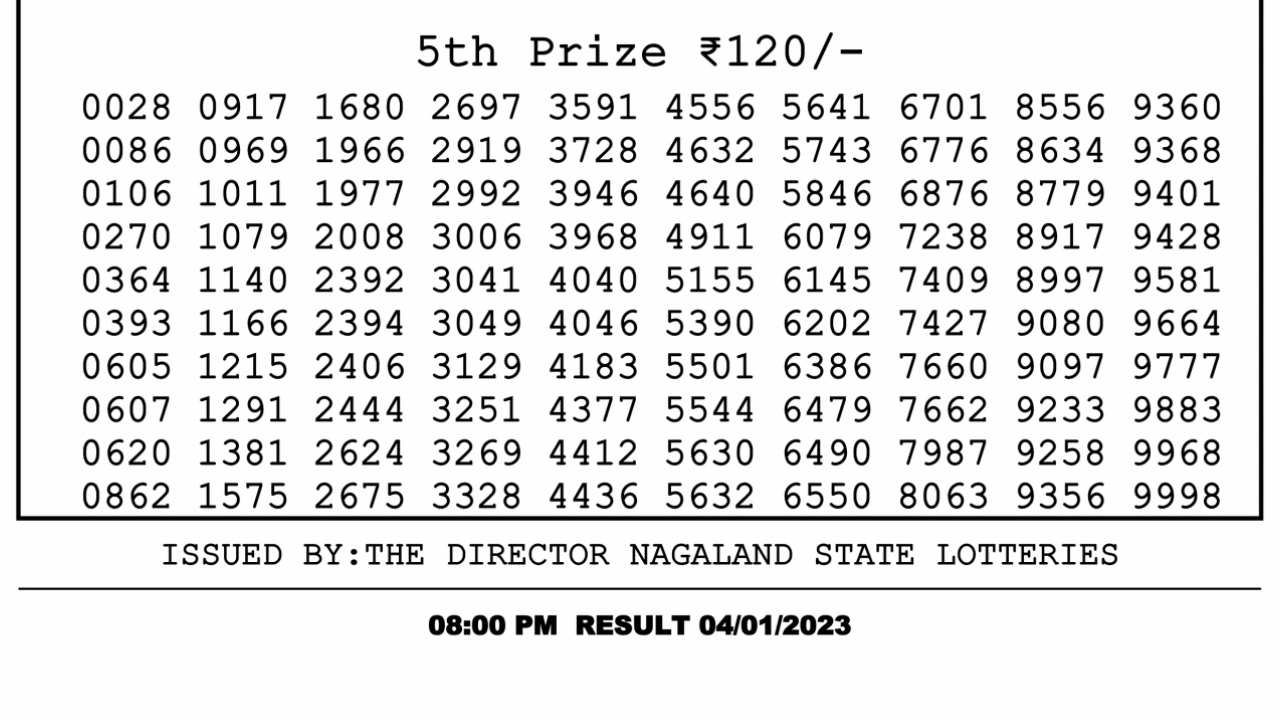 5th Prize ₹120/-
0028 0917 1680 2697 3591 4556 5641 6701 8556 9360
0086 0969 1966 2919 3728 4632 5743 6776 8634 9368
0106 1011 1977 2992 3946 4640 5846 6876 8779 9401
0270 1079 2008 3006 3968 4911 6079 7238 8917 9428
0364 1140 2392 3041 4040 5155 6145 7409 8997 9581
0393 1166 2394 3049 4046 5390 6202 7427 9080 9664
0605 1215 2406 3129 4183 5501 6386 7660 9097 9777
0607 1291 2444 3251 4377 5544 6479 7662 9233 9883
0620 1381 2624 3269 4412 5630 6490 7987 9258 9968
0862 1575 2675 3328 4436 5632 6550 8063 9356 9998
ISSUED BY:THE DIRECTOR NAGALAND STATE LOTTERIES
08:00 PM RESULT 04/01/2023